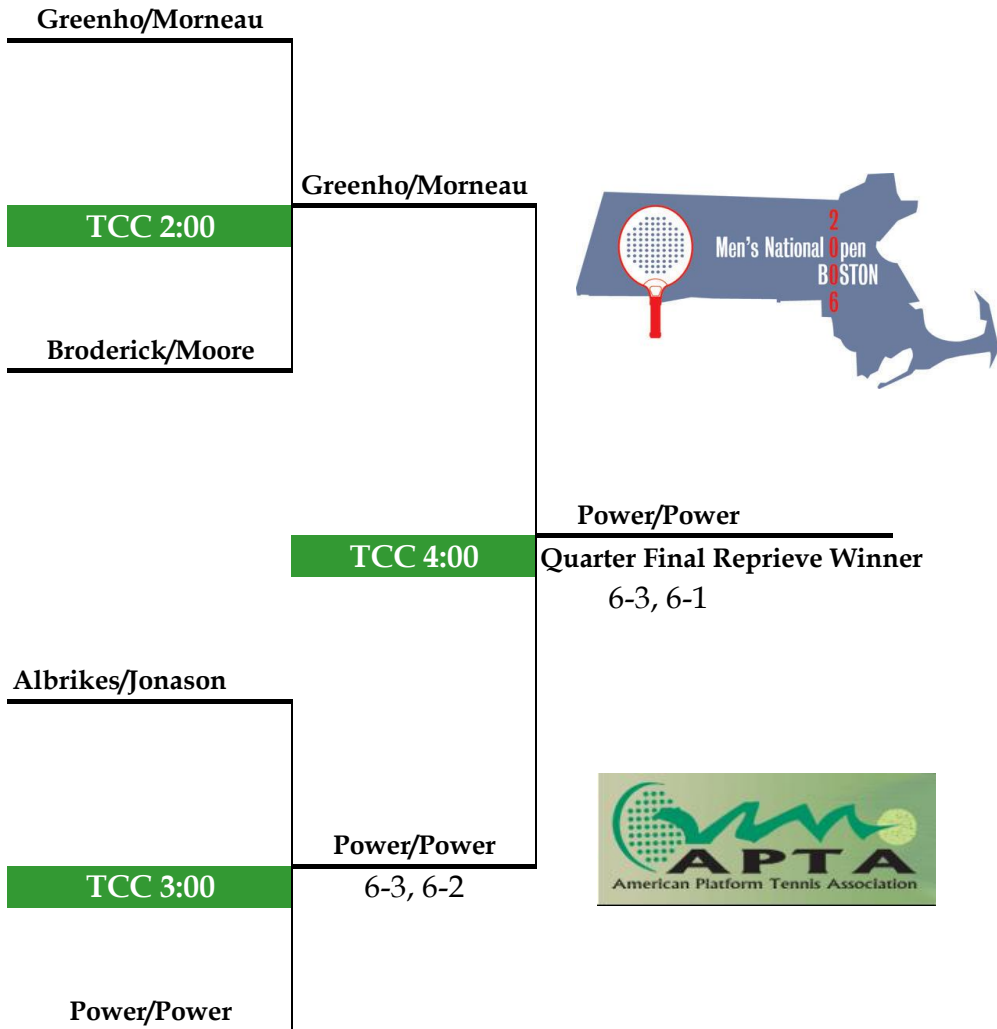 Greenho/Morneau
Greenho/Morneau
TCC 2:00
Men's National Open
BOSTON
2006
Broderick/Moore
Power/Power
TCC 4:00
Quarter Final Reprieve Winner
6-3, 6-1
Albrikes/Jonason
Power/Power
TCC 3:00
6-3, 6-2
APTA
American Platform Tennis Association
Power/Power